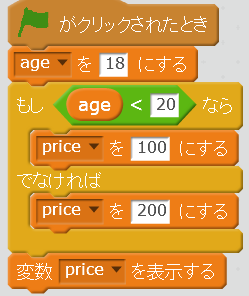 がクリックされたとき
age ▼ を 18 にする
もし age < 20 なら
price ▼ を 100 にする
でなければ
price ▼ を 200 にする
変数 price ▼ を表示する